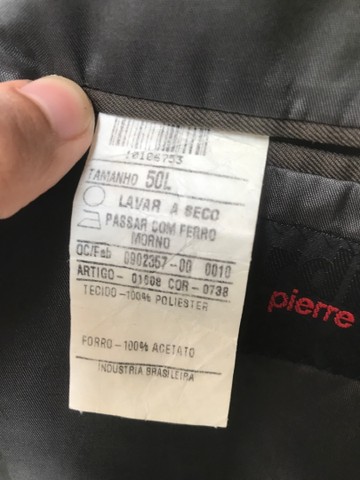 10106753
TAMANHO 50L
LAVAR A SECO
PASSAR COM FERRO
MORNO
OC/Fab 0902357-00 0010
ARTIGO - 01508 COR - 0738
TECIDO -100% POLIESTER
FORRO -100% ACETATO
INDUSTRIA BRASILEIRA
pierre